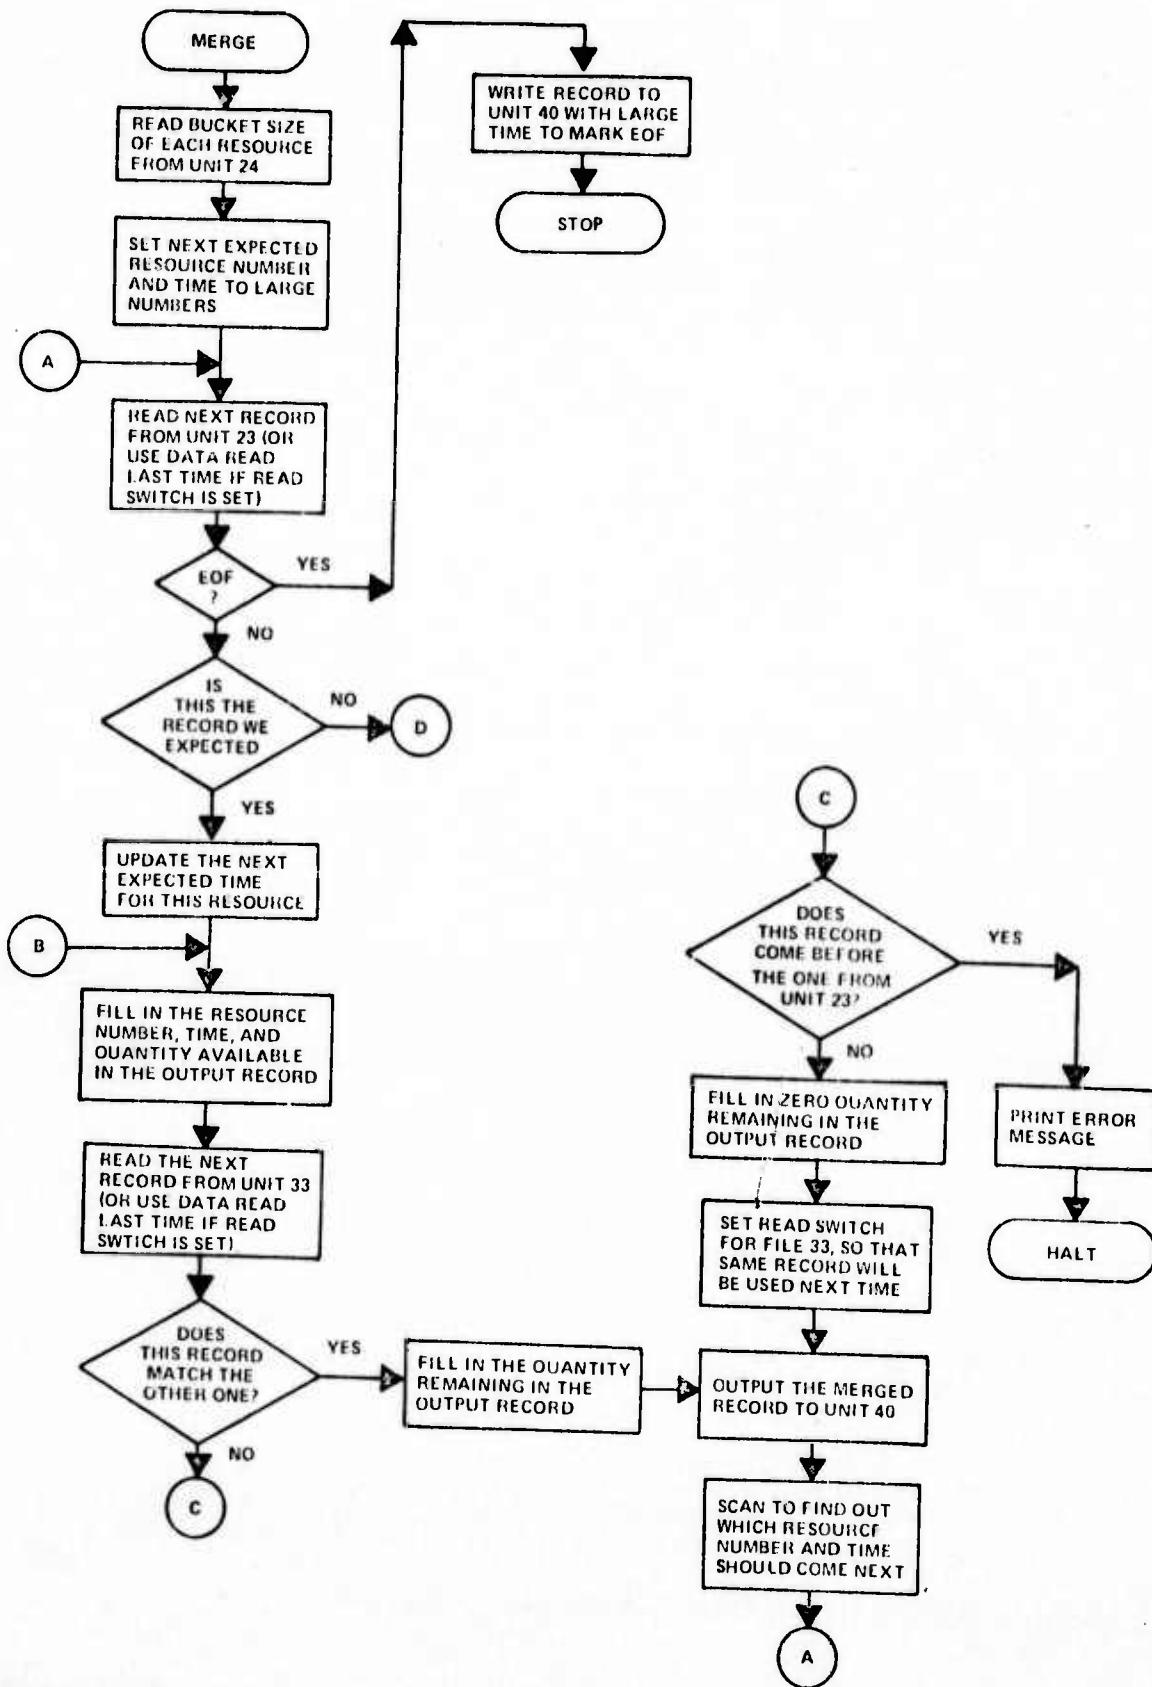 MERGE
READ BUCKET SIZE
OF EACH RESOURCE
FROM UNIT 24
SET NEXT EXPECTED
RESOURCE NUMBER
AND TIME TO LARGE
NUMBERS
A
READ NEXT RECORD
FROM UNIT 23 (OR
USE DATA READ
LAST TIME IF READ
SWITCH IS SET)
EOF
?
YES
NO
WRITE RECORD TO
UNIT 40 WITH LARGE
TIME TO MARK EOF
STOP
IS
THIS THE
RECORD WE
EXPECTED
NO
D
YES
UPDATE THE NEXT
EXPECTED TIME
FOR THIS RESOURCE
B
FILL IN THE RESOURCE
NUMBER, TIME, AND
QUANTITY AVAILABLE
IN THE OUTPUT RECORD
READ THE NEXT
RECORD FROM UNIT 33
(OR USE DATA READ
LAST TIME IF READ
SWTICH IS SET)
DOES
THIS RECORD
MATCH THE
OTHER ONE?
YES
NO
C
FILL IN THE QUANTITY
REMAINING IN THE
OUTPUT RECORD
C
DOES
THIS RECORD
COME BEFORE
THE ONE FROM
UNIT 23?
YES
NO
PRINT ERROR
MESSAGE
HALT
FILL IN ZERO QUANTITY
REMAINING IN THE
OUTPUT RECORD
SET READ SWITCH
FOR FILE 33, SO THAT
SAME RECORD WILL
BE USED NEXT TIME
OUTPUT THE MERGED
RECORD TO UNIT 40
SCAN TO FIND OUT
WHICH RESOURCE
NUMBER AND TIME
SHOULD COME NEXT
A